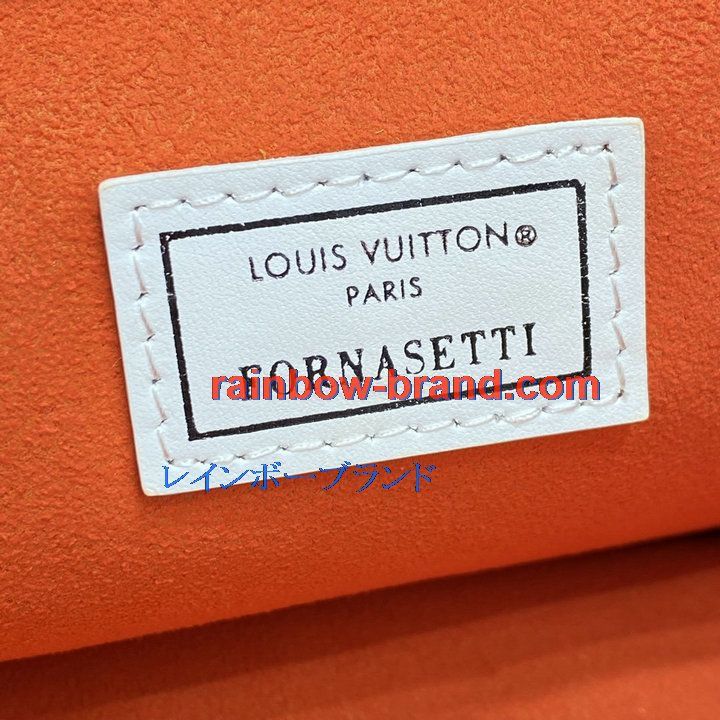 LOUIS VUITTON®
PARIS
FORNASETTI
rainbow-brand.com
レインボーブランド